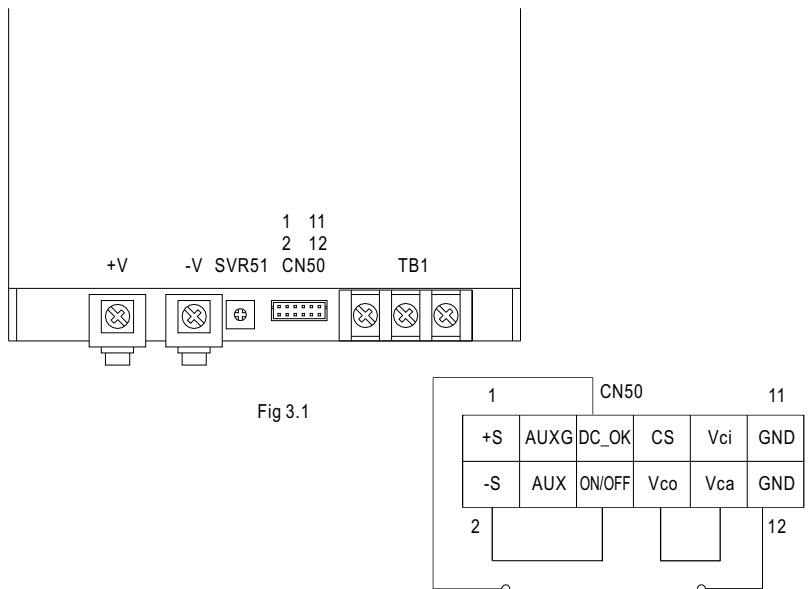 1 11
2 12
+V -V SVR51 CN50 TB1
Fig 3.1
1 CN50 11
+S AUXG DC_OK CS Vci GND
-S AUX ON/OFF Vco Vca GND
2 12